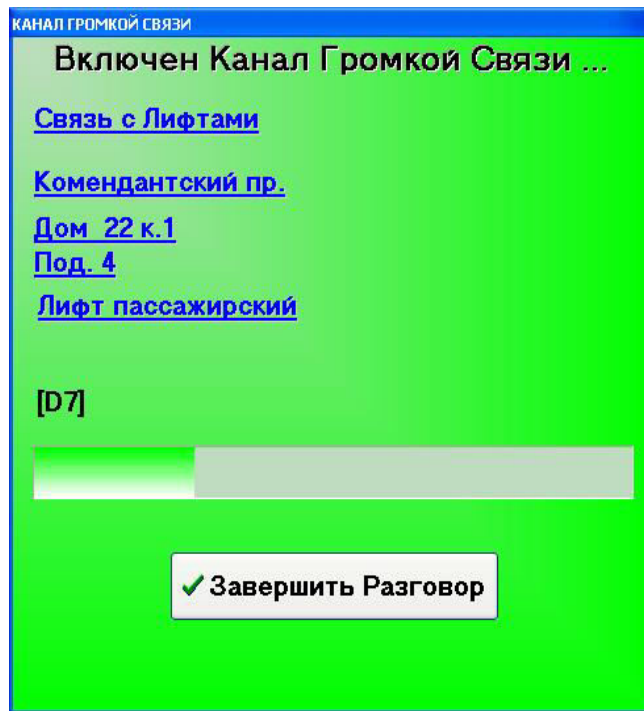 КАНАЛ ГРОМКОЙ СВЯЗИ
Включен Канал Громкой Связи ...
Связь с Лифтами
Комендантский пр.
Дом 22 к.1
Под. 4
Лифт пассажирский
[D7]
Завершить Разговор